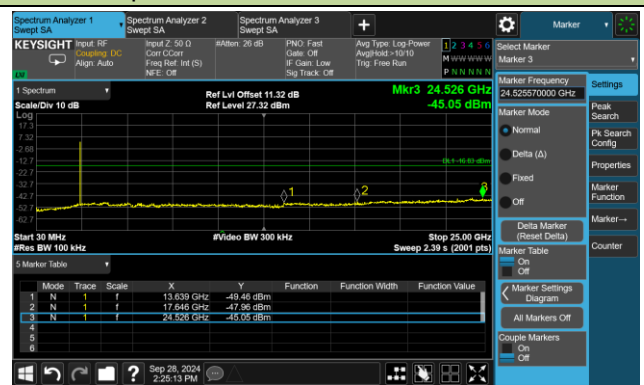 Spectrum Analyzer 1
Swept SA
Spectrum Analyzer 2
Swept SA
Spectrum Analyzer 3
Swept SA
+
Marker
KEYSIGHT
Input: RF
Coupling: DC
Align: Auto
Input Z: 50 Ω
Corr CCorr
Freq Ref: Int (S)
NFE: Off
#Atten: 26 dB
PNO: Fast
Gate: Off
IF Gain: Low
Sig Track: Off
Avg Type: Log-Power
Avg|Hold:>10/10
Trig: Free Run
1 2 3 4 5 6
M W W W W W
P N N N N N
LW
Select Marker
Marker 3
1 Spectrum
Scale/Div 10 dB
Ref Lvl Offset 11.32 dB
Ref Level 27.32 dBm
Mkr3 24.526 GHz
-45.05 dBm
Log
17.3
7.32
-2.68
-12.7
-22.7
-32.7
-42.7
-52.7
-62.7
DL1 -16.63 dBm
1
2
3
Start 30 MHz
#Res BW 100 kHz
#Video BW 300 kHz
Stop 25.00 GHz
Sweep 2.39 s (2001 pts)
5 Marker Table
Mode Trace Scale X Y Function Function Width Function Value
1 N 1 f 13.639 GHz -49.46 dBm
2 N 1 f 17.646 GHz -47.96 dBm
3 N 1 f 24.526 GHz -45.05 dBm
4
5
6
Marker Frequency
24.525570000 GHz
Marker Mode
Normal
Delta (Δ)
Fixed
Off
Delta Marker
(Reset Delta)
Marker Table
On
Off
Marker Settings
Diagram
All Markers Off
Couple Markers
On
Off
Settings
Peak
Search
Pk Search
Config
Properties
Marker
Function
Marker→
Counter
?
Sep 28, 2024
2:25:13 PM